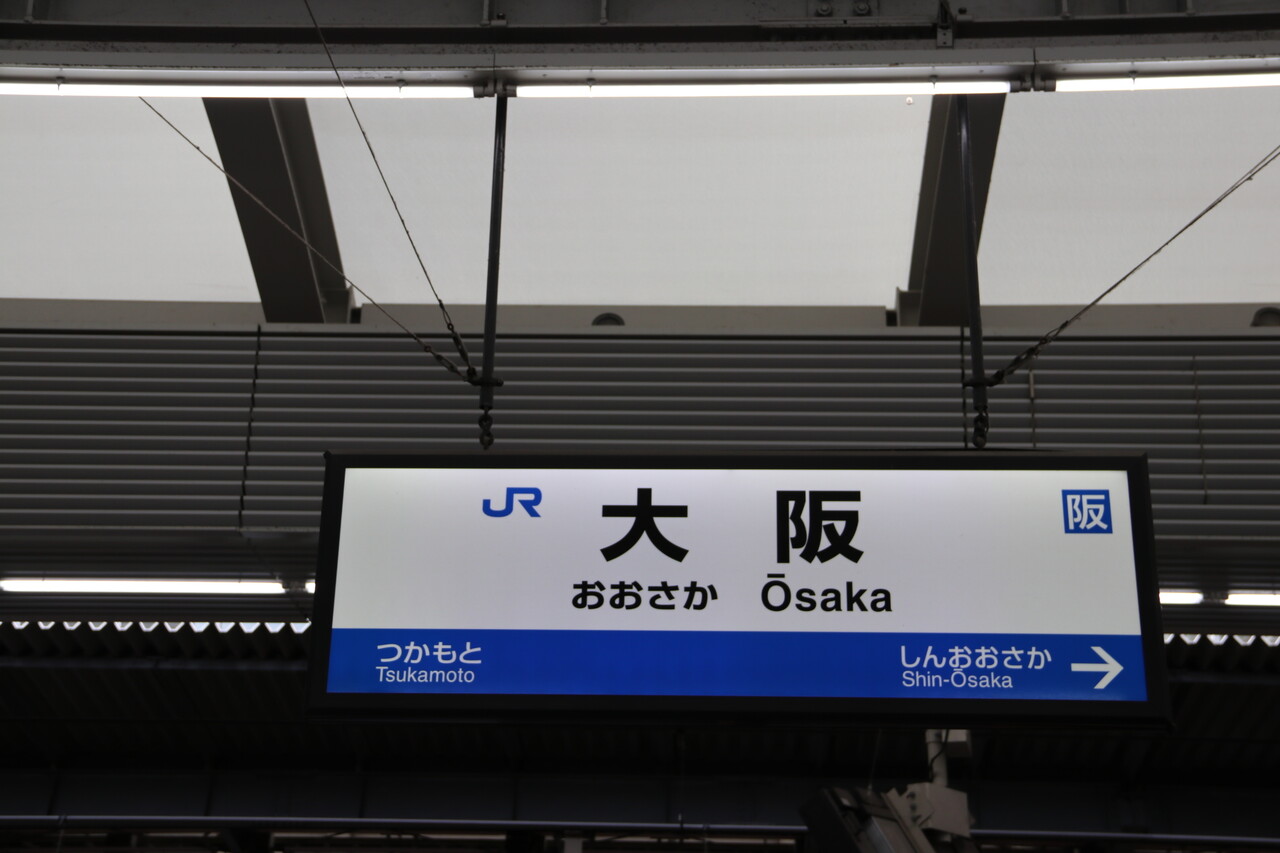 JR 大阪 阪
おおさか Ōsaka
つかもと しんおおさか →
Tsukamoto Shin-Ōsaka